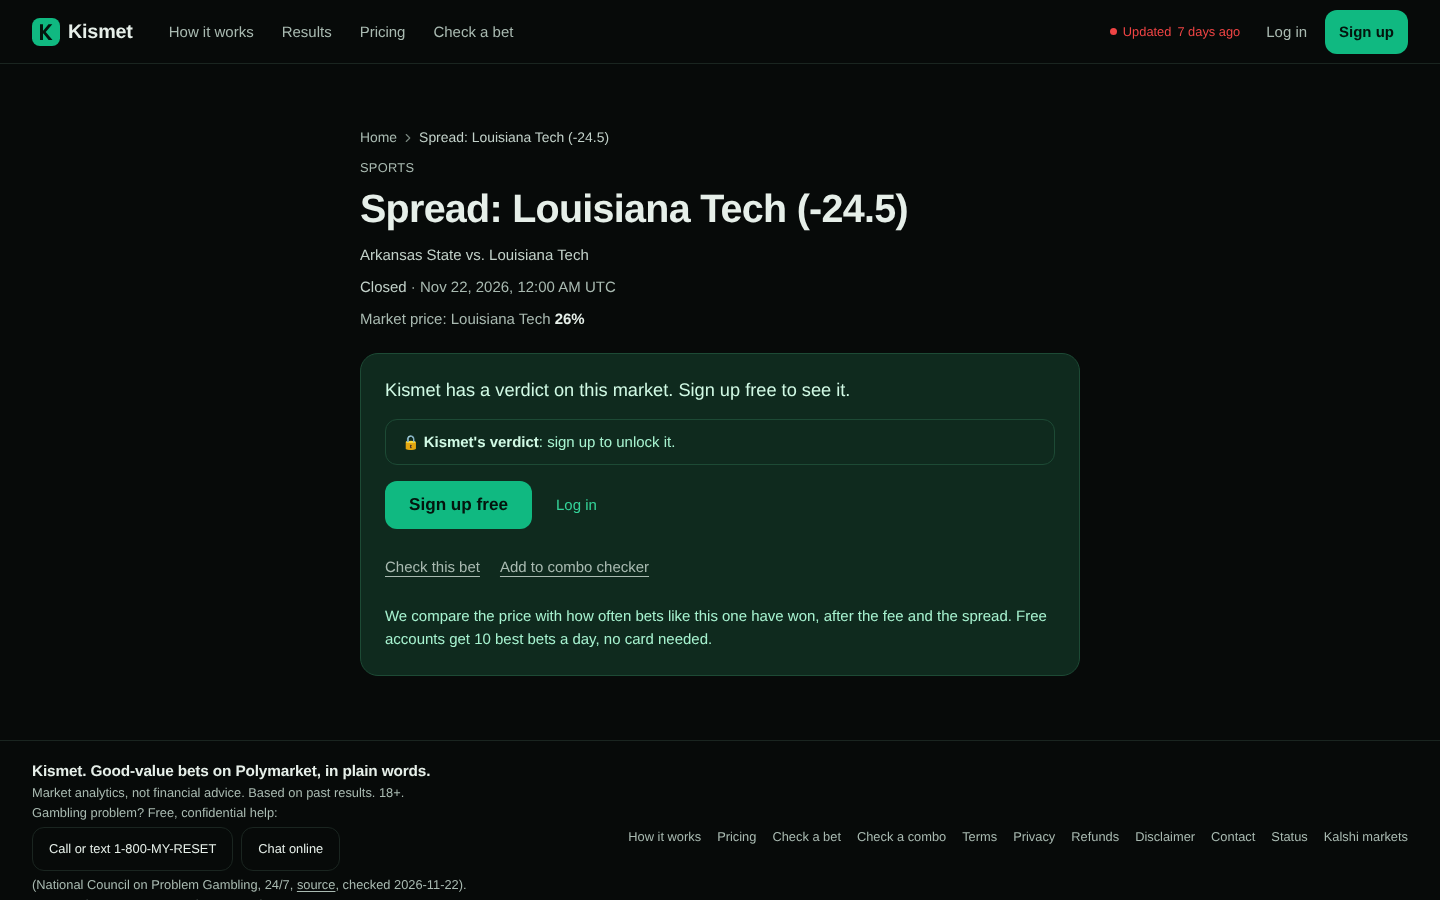 Kismet
How it works
Results
Pricing
Check a bet
Updated 7 days ago
Log in
Sign up
Home > Spread: Louisiana Tech (-24.5)
SPORTS
Spread: Louisiana Tech (-24.5)
Arkansas State vs. Louisiana Tech
Closed · Nov 22, 2026, 12:00 AM UTC
Market price: Louisiana Tech 26%
Kismet has a verdict on this market. Sign up free to see it.
🔒 Kismet's verdict: sign up to unlock it.
Sign up free
Log in
Check this bet
Add to combo checker
We compare the price with how often bets like this one have won, after the fee and the spread. Free
accounts get 10 best bets a day, no card needed.
Kismet. Good-value bets on Polymarket, in plain words.
Market analytics, not financial advice. Based on past results. 18+.
Gambling problem? Free, confidential help:
Call or text 1-800-MY-RESET
Chat online
(National Council on Problem Gambling, 24/7, source, checked 2026-11-22).
How it works
Pricing
Check a bet
Check a combo
Terms
Privacy
Refunds
Disclaimer
Contact
Status
Kalshi markets